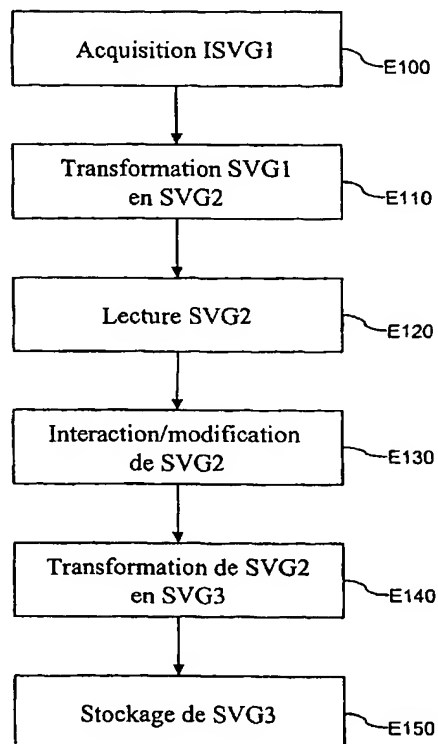 Acquisition ISVG1
E100
Transformation SVG1
en SVG2
E110
Lecture SVG2
E120
Interaction/modification
de SVG2
E130
Transformation de SVG2
en SVG3
E140
Stockage de SVG3
E150